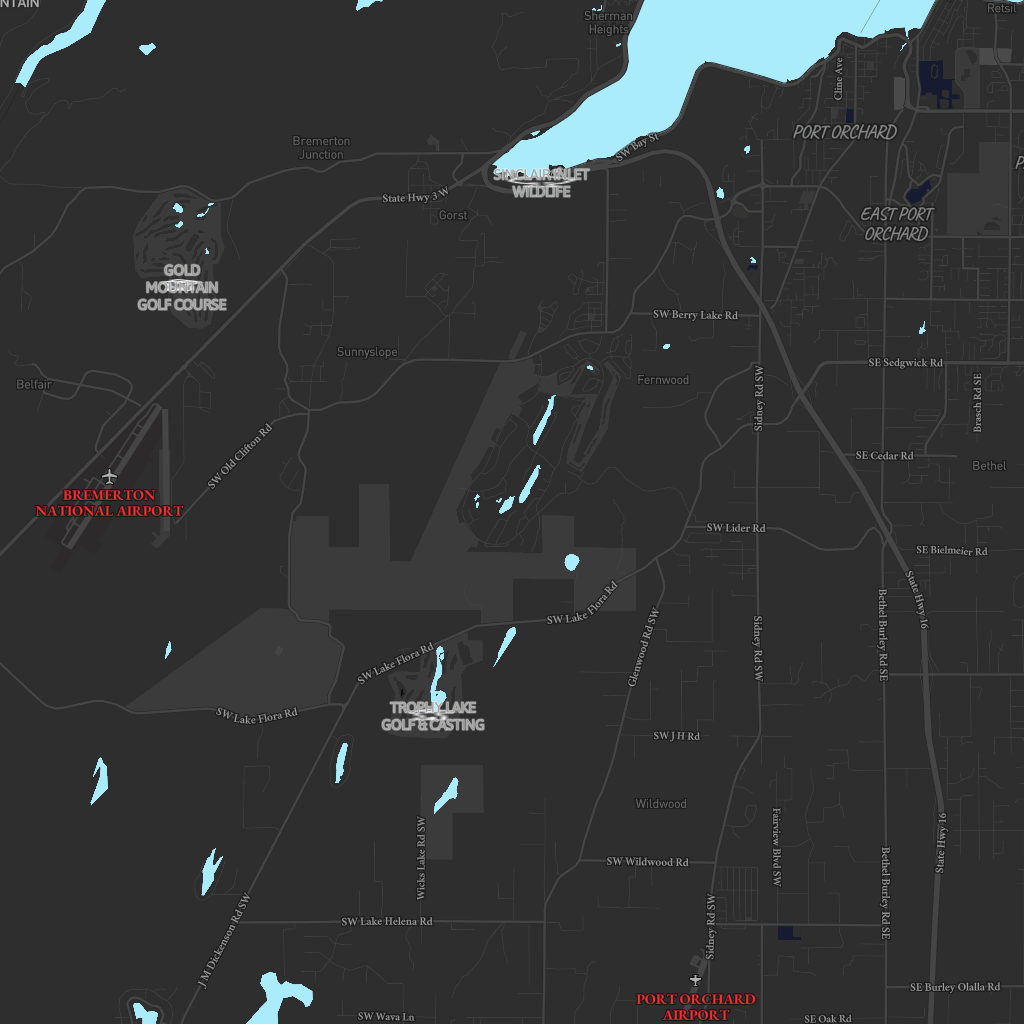 NTAIN
Retsil
Sherman
Heights
Cline Ave
PORT ORCHARD
Bremerton
Junction
SW Bay St
P
SINCLAIR INLET
WILDLIFE
State Hwy 3 W
Gorst
EAST PORT
ORCHARD
GOLD
MOUNTAIN
GOLF COURSE
SW Berry Lake Rd
Sunnyslope
SE Sedgwick Rd
Belfair
Fernwood
Sidney Rd SW
Brasch Rd SE
SW Old Clifton Rd
SE Cedar Rd
Bethel
BREMERTON
NATIONAL AIRPORT
SW Lider Rd
SE Bielmeier Rd
State Hwy 16
SW Lake Flora Rd
Bethel Burley Rd SE
Glenwood Rd SW
Sidney Rd SW
SW Lake Flora Rd
SW Lake Flora Rd
TROPHY LAKE
GOLF & CASTING
SW J H Rd
Wildwood
Fairview Blvd SW
State Hwy 16
Wicks Lake Rd SW
SW Wildwood Rd
Bethel Burley Rd SE
J M Dickenson Rd SW
SW Lake Helena Rd
Sidney Rd SW
SE Burley Olalla Rd
PORT ORCHARD
AIRPORT
SW Wava Ln
SE Oak Rd